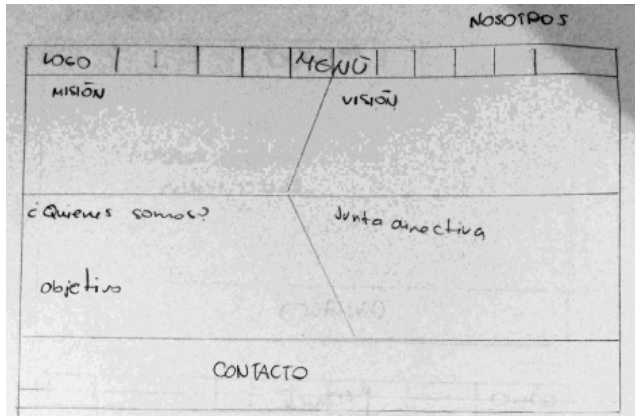 NOSOTROS
LOGO MENÚ
MISIÓN
VISIÓN
¿Quienes somos?
Junta directiva
objetivo
CONTACTO